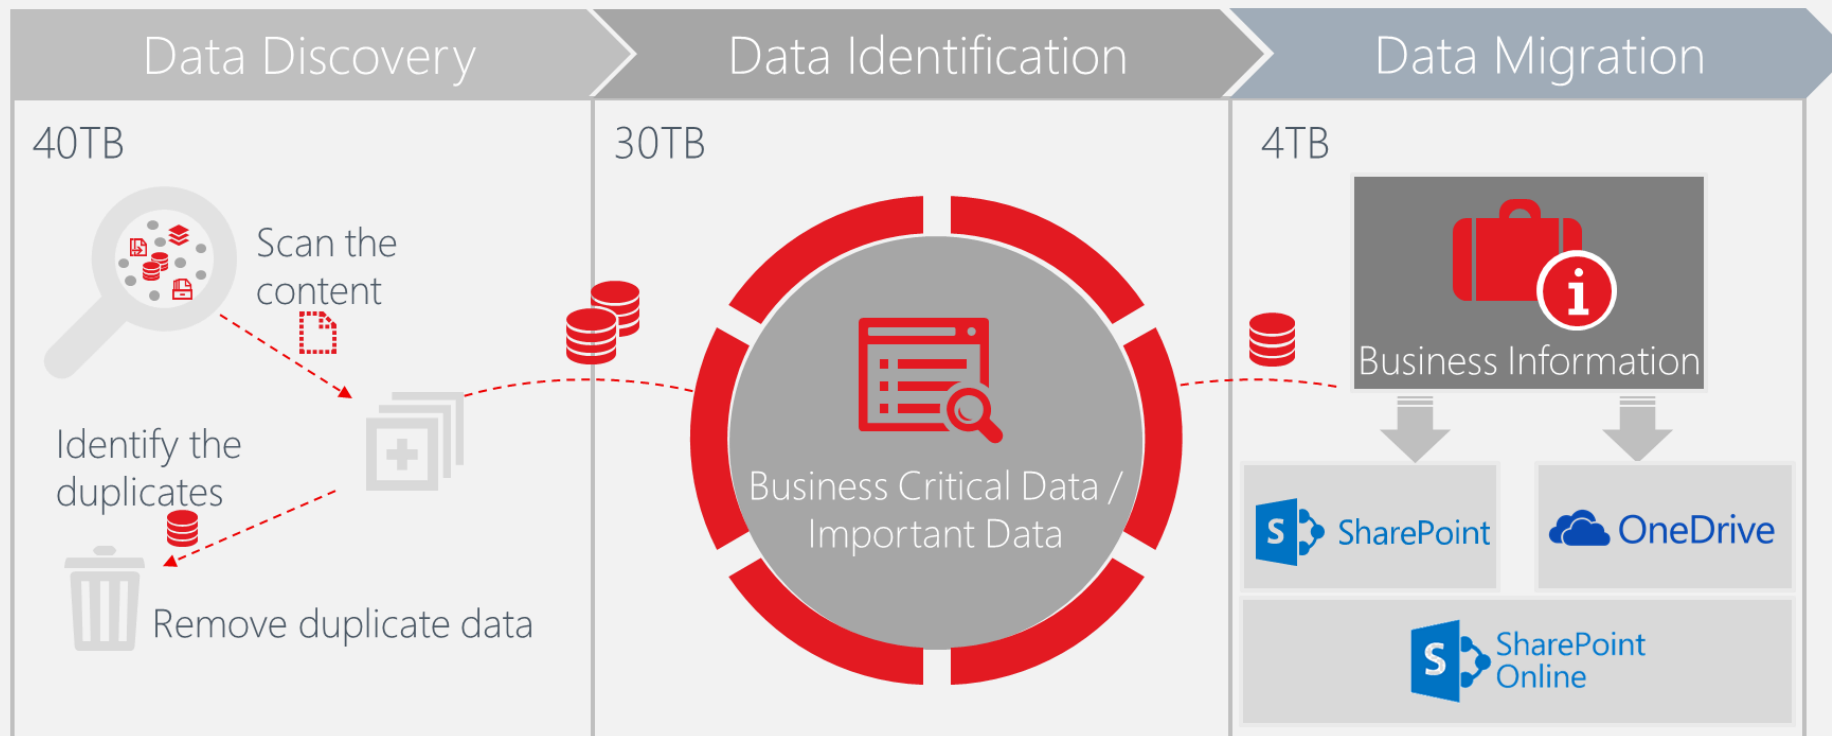 Data Discovery
Data Identification
Data Migration
40TB
30TB
4TB
Scan the
content
Identify the
duplicates
Remove duplicate data
Business Critical Data /
Important Data
i
Business Information
S SharePoint
OneDrive
S SharePoint
Online